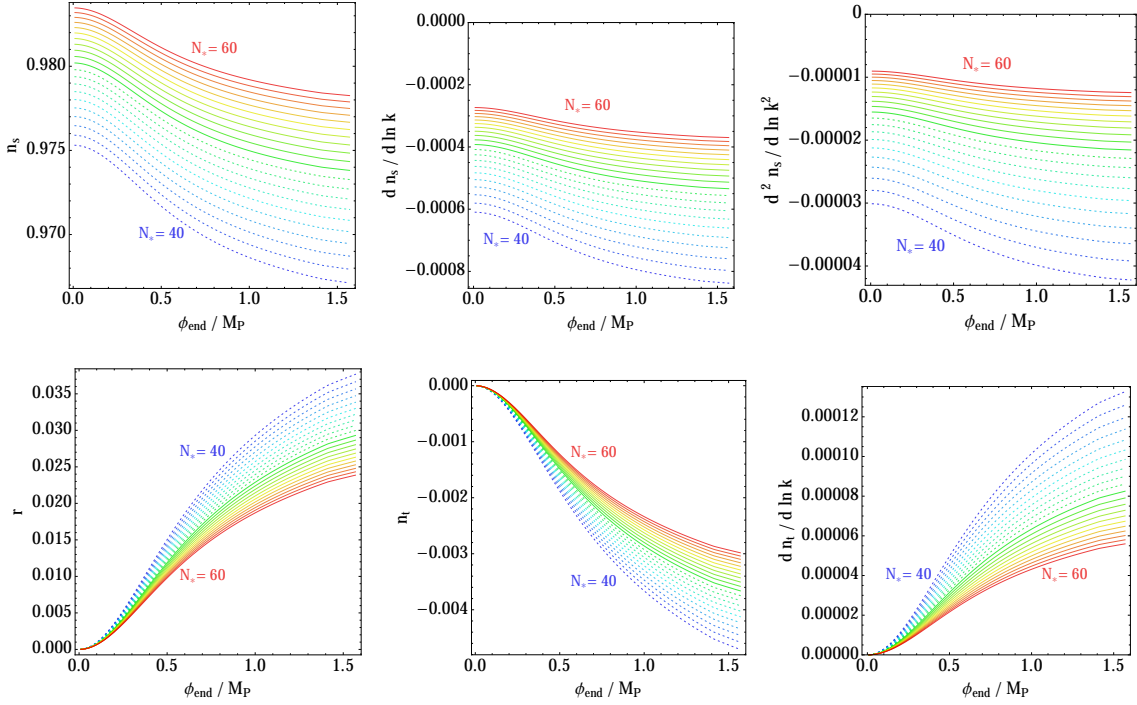 0.980
0.975
0.970
n_s
N_* = 60
N_* = 40
0.0 0.5 1.0 1.5
ϕ_end / M_P
0.0000
−0.0002
−0.0004
−0.0006
−0.0008
d n_s / d ln k
N_* = 60
N_* = 40
0.0 0.5 1.0 1.5
ϕ_end / M_P
0
−0.00001
−0.00002
−0.00003
−0.00004
d² n_s / d ln k²
N_* = 60
N_* = 40
0.0 0.5 1.0 1.5
ϕ_end / M_P
0.035
0.030
0.025
0.020
0.015
0.010
0.005
0.000
r
N_* = 40
N_* = 60
0.0 0.5 1.0 1.5
ϕ_end / M_P
0.000
−0.001
−0.002
−0.003
−0.004
n_t
N_* = 60
N_* = 40
0.0 0.5 1.0 1.5
ϕ_end / M_P
0.00012
0.00010
0.00008
0.00006
0.00004
0.00002
0.00000
d n_t / d ln k
N_* = 40
N_* = 60
0.0 0.5 1.0 1.5
ϕ_end / M_P